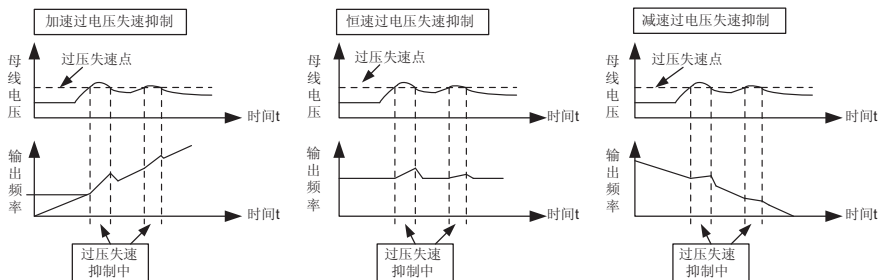 加速过电压失速抑制
母线电压
过压失速点
时间t
输出频率
时间t
过压失速
抑制中
恒速过电压失速抑制
母线电压
过压失速点
时间t
输出频率
时间t
过压失速
抑制中
减速过电压失速抑制
母线电压
过压失速点
时间t
输出频率
时间t
过压失速
抑制中